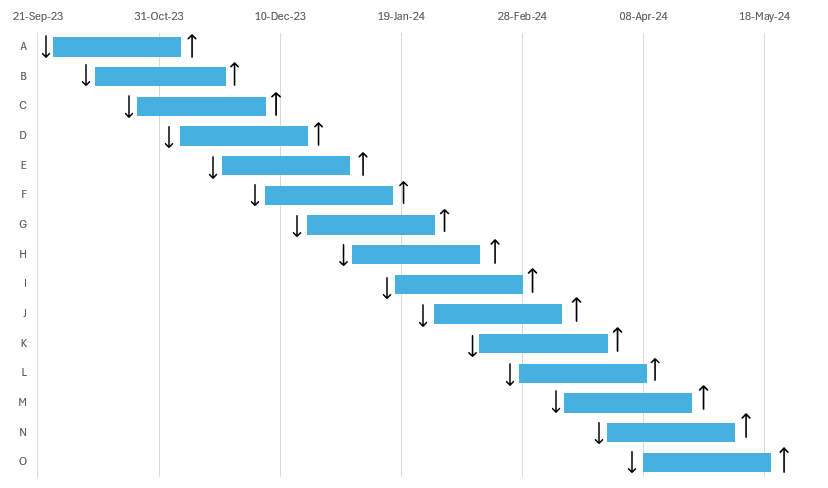 21-Sep-23 31-Oct-23 10-Dec-23 19-Jan-24 28-Feb-24 08-Apr-24 18-May-24
A
B
C
D
E
F
G
H
I
J
K
L
M
N
O